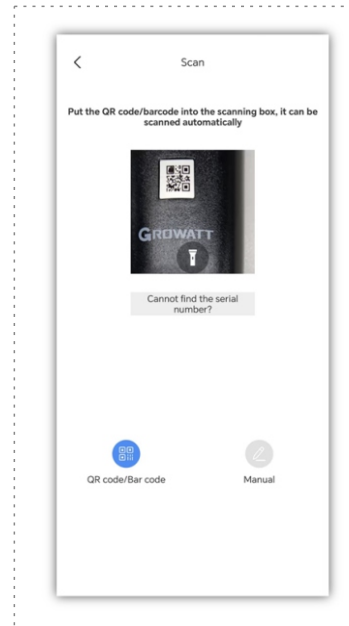 Scan
Put the QR code/barcode into the scanning box, it can be
scanned automatically
GROWATT
Cannot find the serial
number?
QR code/Bar code
Manual